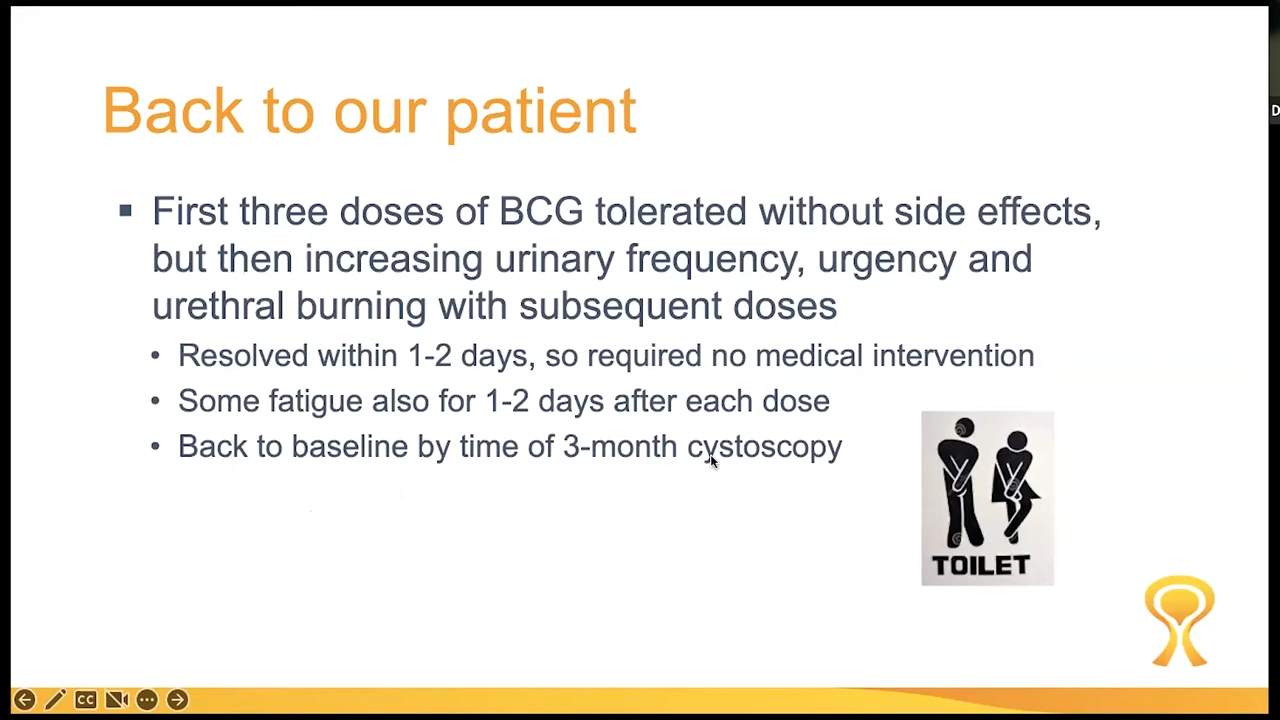 Back to our patient
▪ First three doses of BCG tolerated without side effects,
but then increasing urinary frequency, urgency and
urethral burning with subsequent doses
• Resolved within 1-2 days, so required no medical intervention
• Some fatigue also for 1-2 days after each dose
• Back to baseline by time of 3-month cystoscopy
TOILET
CC
D